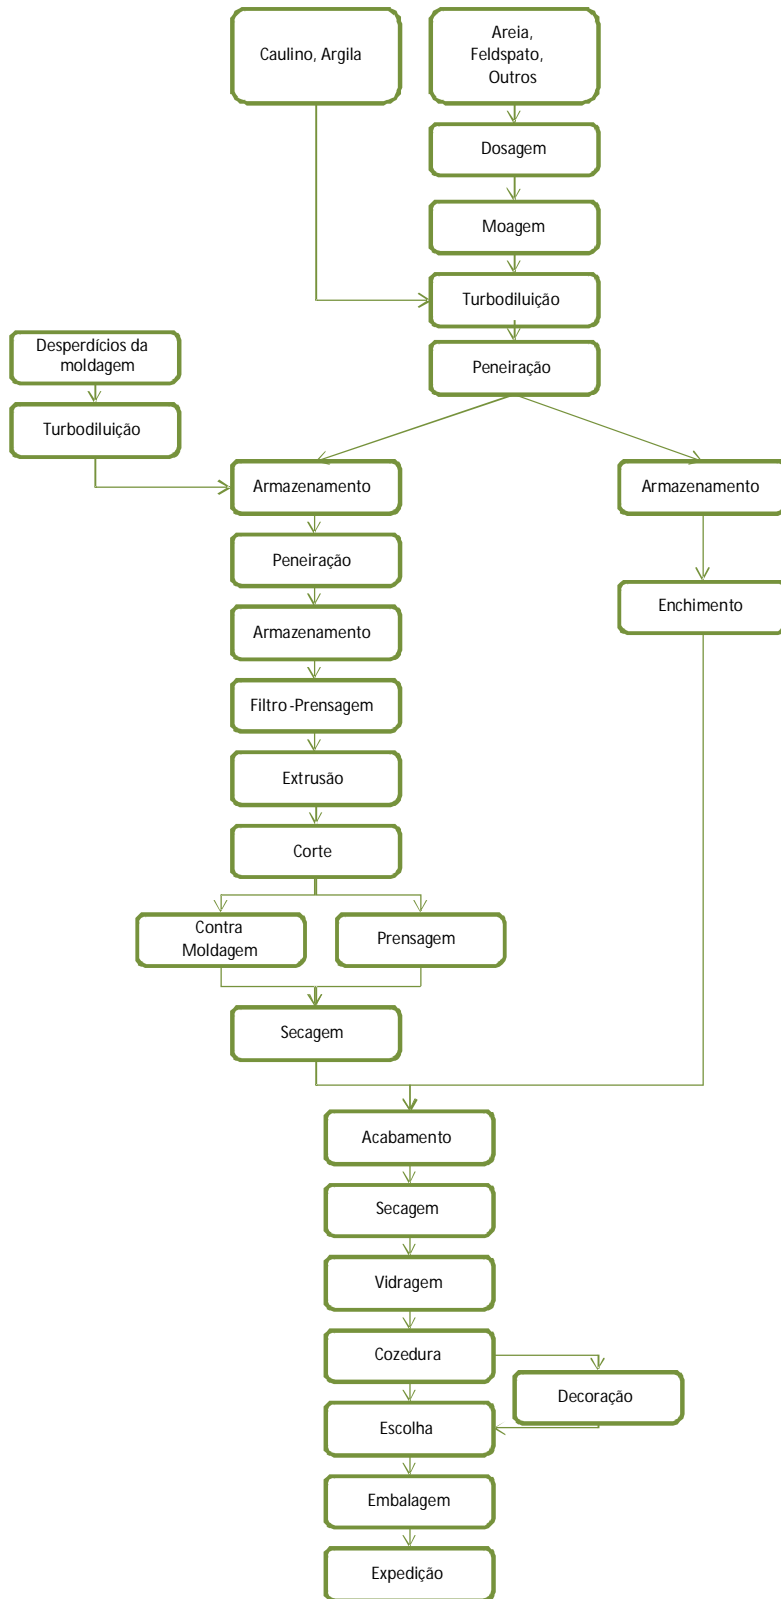 Caulino, Argila
Areia,
Feldspato,
Outros
Dosagem
Moagem
Turbodiluição
Desperdícios da
moldagem
Peneiração
Turbodiluição
Armazenamento
Armazenamento
Peneiração
Enchimento
Armazenamento
Filtro-Prensagem
Extrusão
Corte
Contra
Moldagem
Prensagem
Secagem
Acabamento
Secagem
Vidragem
Cozedura
Decoração
Escolha
Embalagem
Expedição